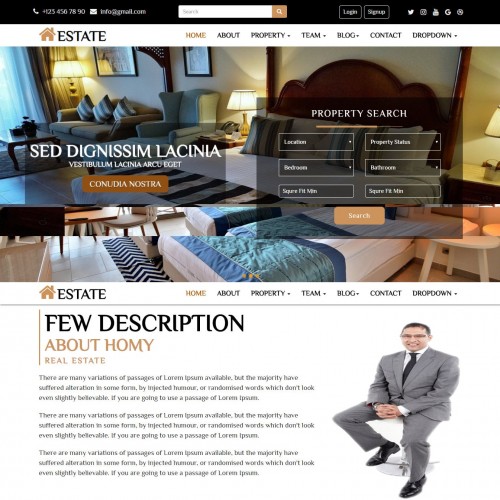 +123 456 78 90 info@gmail.com Search Login Signup
ESTATE HOME ABOUT PROPERTY TEAM BLOG CONTACT DROPDOWN
PROPERTY SEARCH
SED DIGNISSIM LACINIA
VESTIBULUM LACINIA ARCU EGET
CONUDIA NOSTRA
Location Property Status
Bedroom Bathroom
Squre Fit Min Squre Fit Min
Search
ESTATE HOME ABOUT PROPERTY TEAM BLOG CONTACT DROPDOWN
FEW DESCRIPTION
ABOUT HOMY
REAL ESTATE
There are many variations of passages of Lorem Ipsum available, but the majority have
suffered alteration in some form, by injected humour, or randomised words which don't look
even slightly believable. If you are going to use a passage of Lorem Ipsum.
There are many variations of passages of Lorem Ipsum available, but the majority have
suffered alteration in some form, by injected humour, or randomised words which don't look
even slightly believable. If you are going to use a passage of Lorem Ipsum.
There are many variations of passages of Lorem Ipsum available, but the majority have
suffered alteration in some form, by injected humour, or randomised words which don't look
even slightly believable. If you are going to use a passage of Lorem Ipsum.